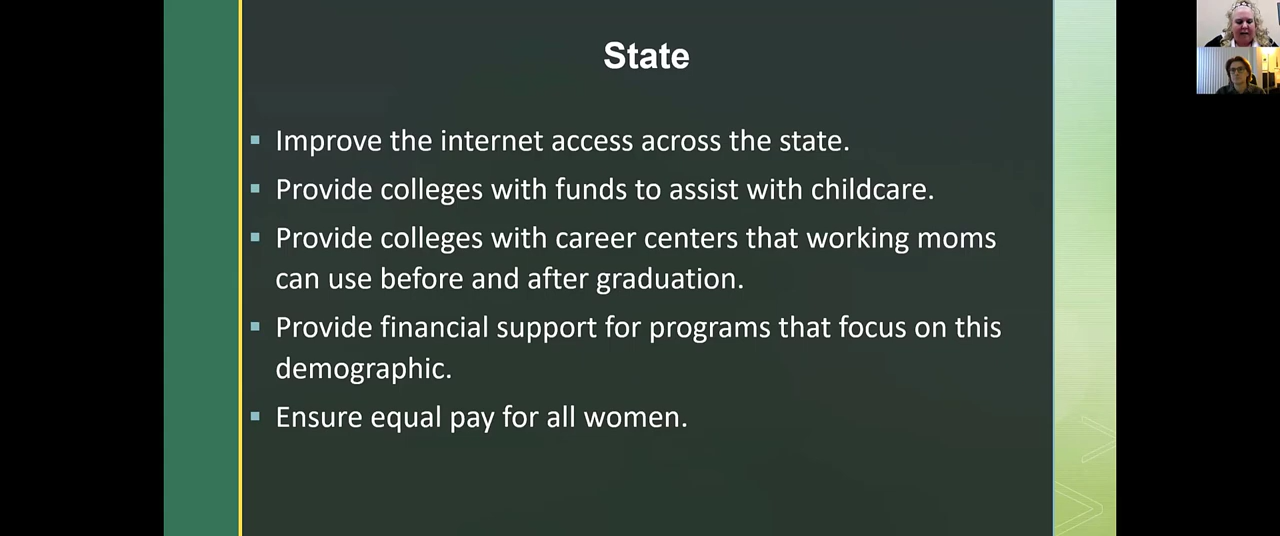 State
Improve the internet access across the state.
Provide colleges with funds to assist with childcare.
Provide colleges with career centers that working moms
can use before and after graduation.
Provide financial support for programs that focus on this
demographic.
Ensure equal pay for all women.